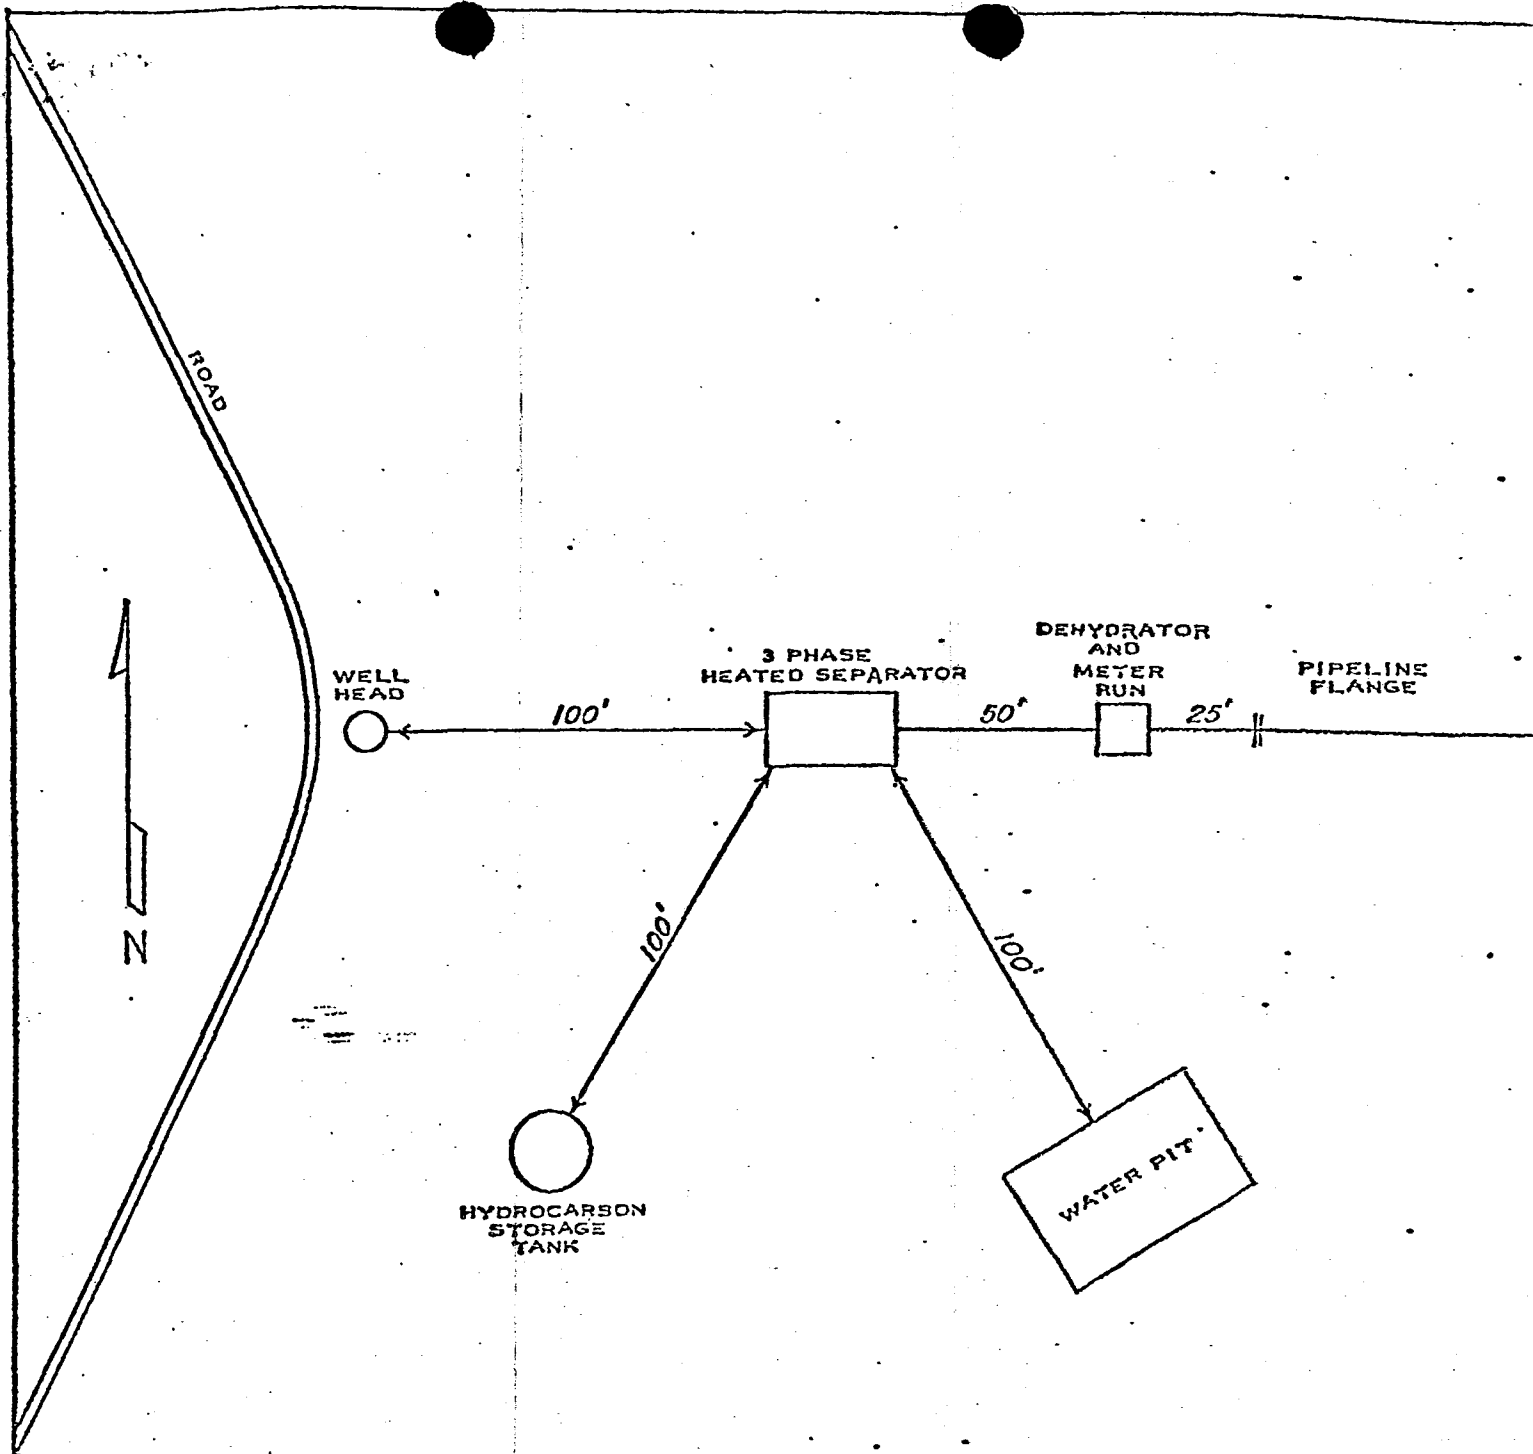 ROAD
DEHYDRATOR
AND
METER
RUN
3 PHASE
HEATED SEPARATOR
PIPELINE
FLANGE
WELL
HEAD
100'
50'
25'
100'
100'
N
WATER PIT
HYDROCARSON
STORAGE
TANK